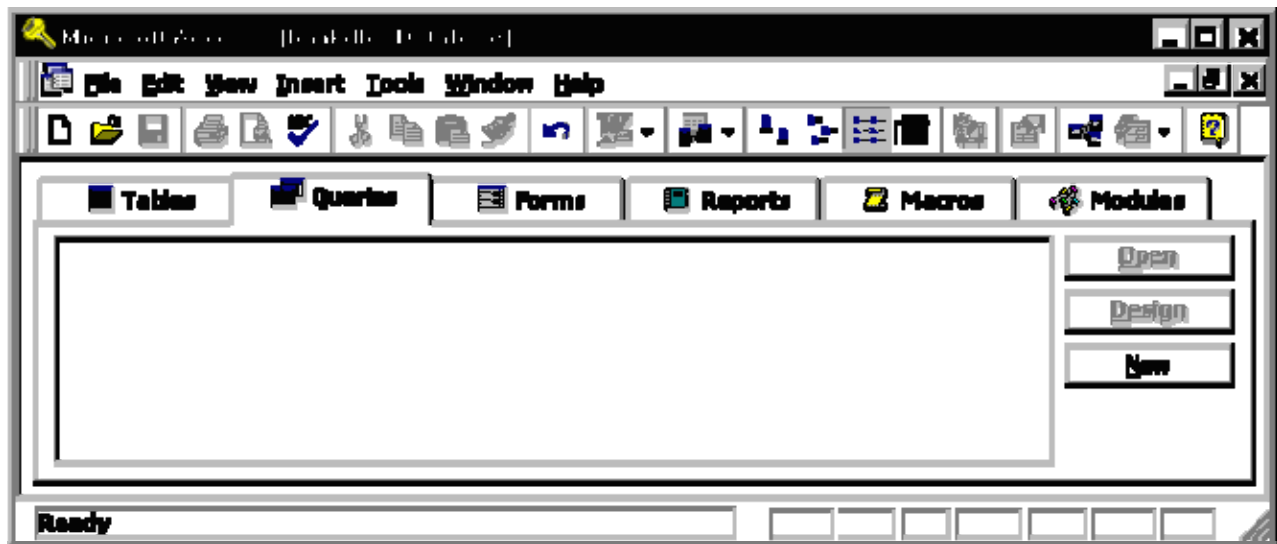 File Edit View Insert Tools Window Help
Tables Queries Forms Reports Macros Modules
Open
Design
New
Ready